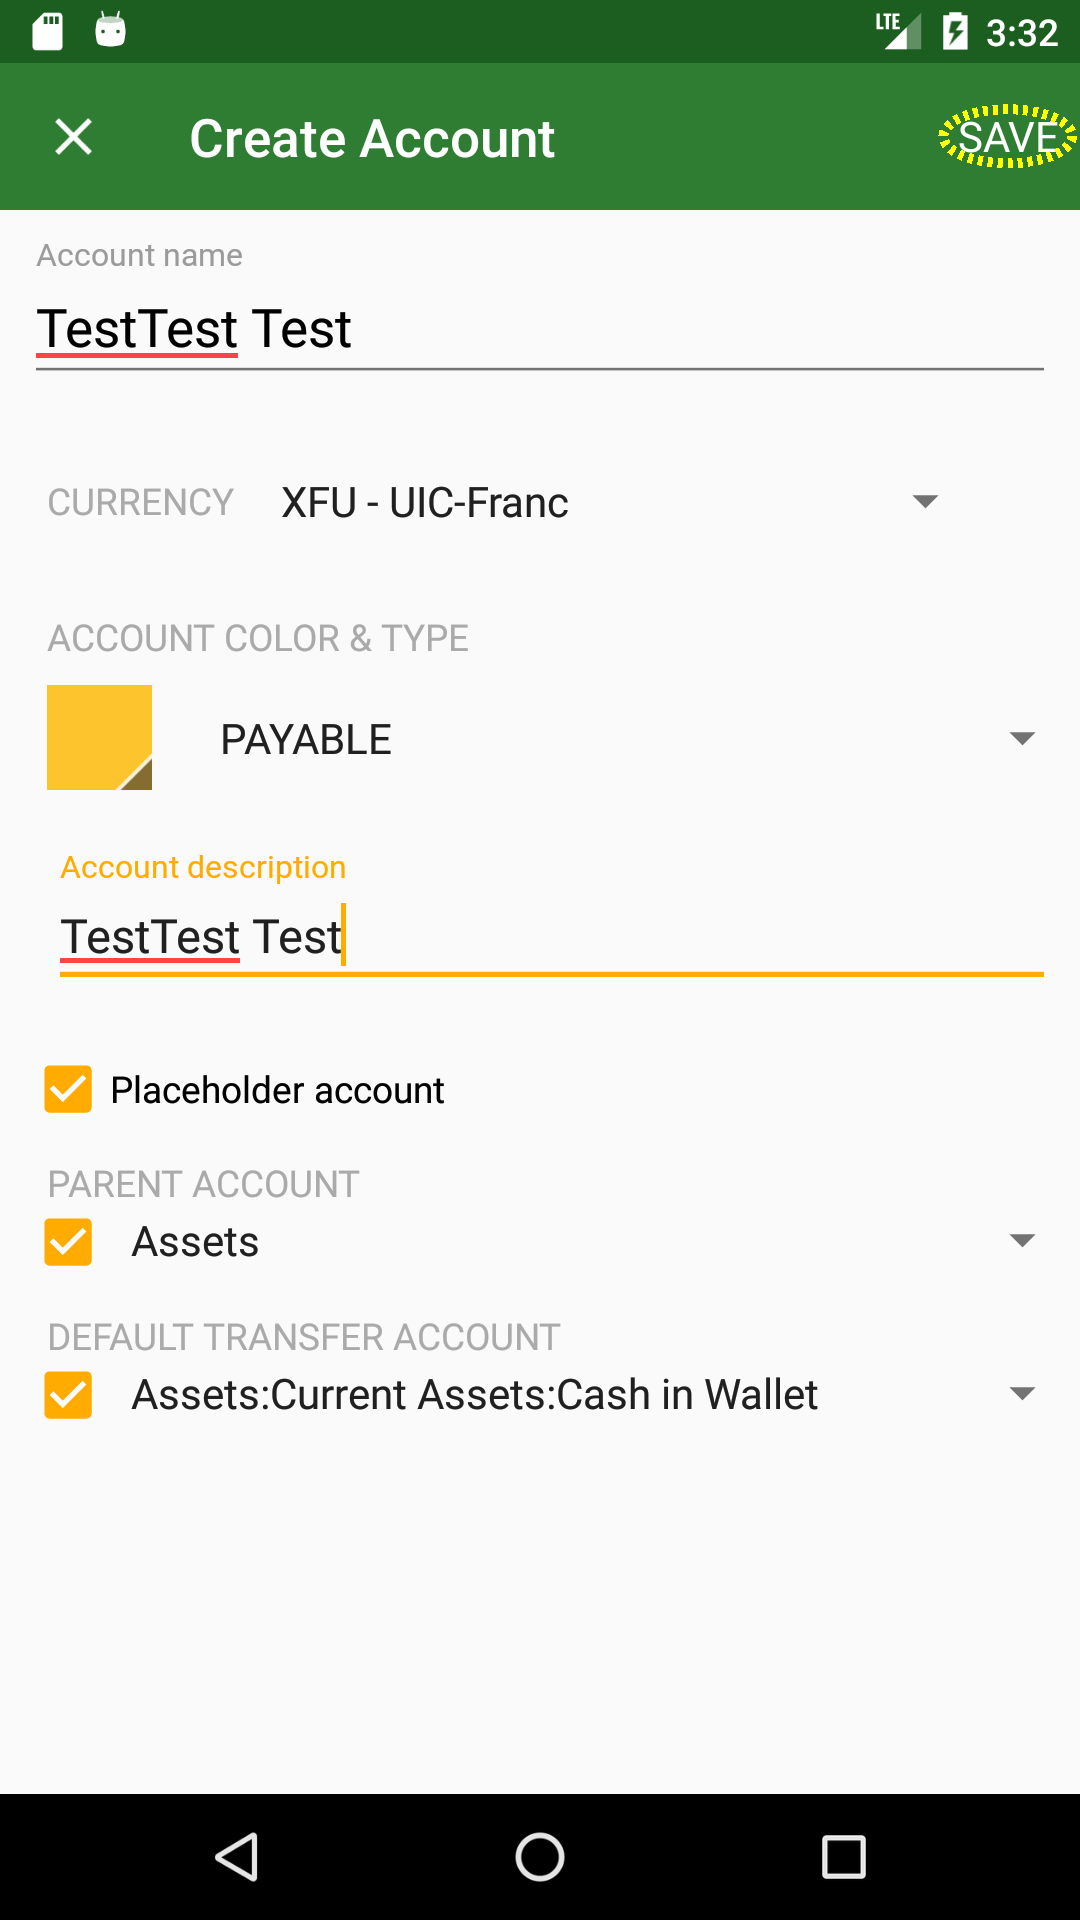 LTE 3:32
Create Account SAVE
Account name
TestTest Test
CURRENCY XFU - UIC-Franc
ACCOUNT COLOR & TYPE
PAYABLE
Account description
TestTest Test
Placeholder account
PARENT ACCOUNT
Assets
DEFAULT TRANSFER ACCOUNT
Assets:Current Assets:Cash in Wallet